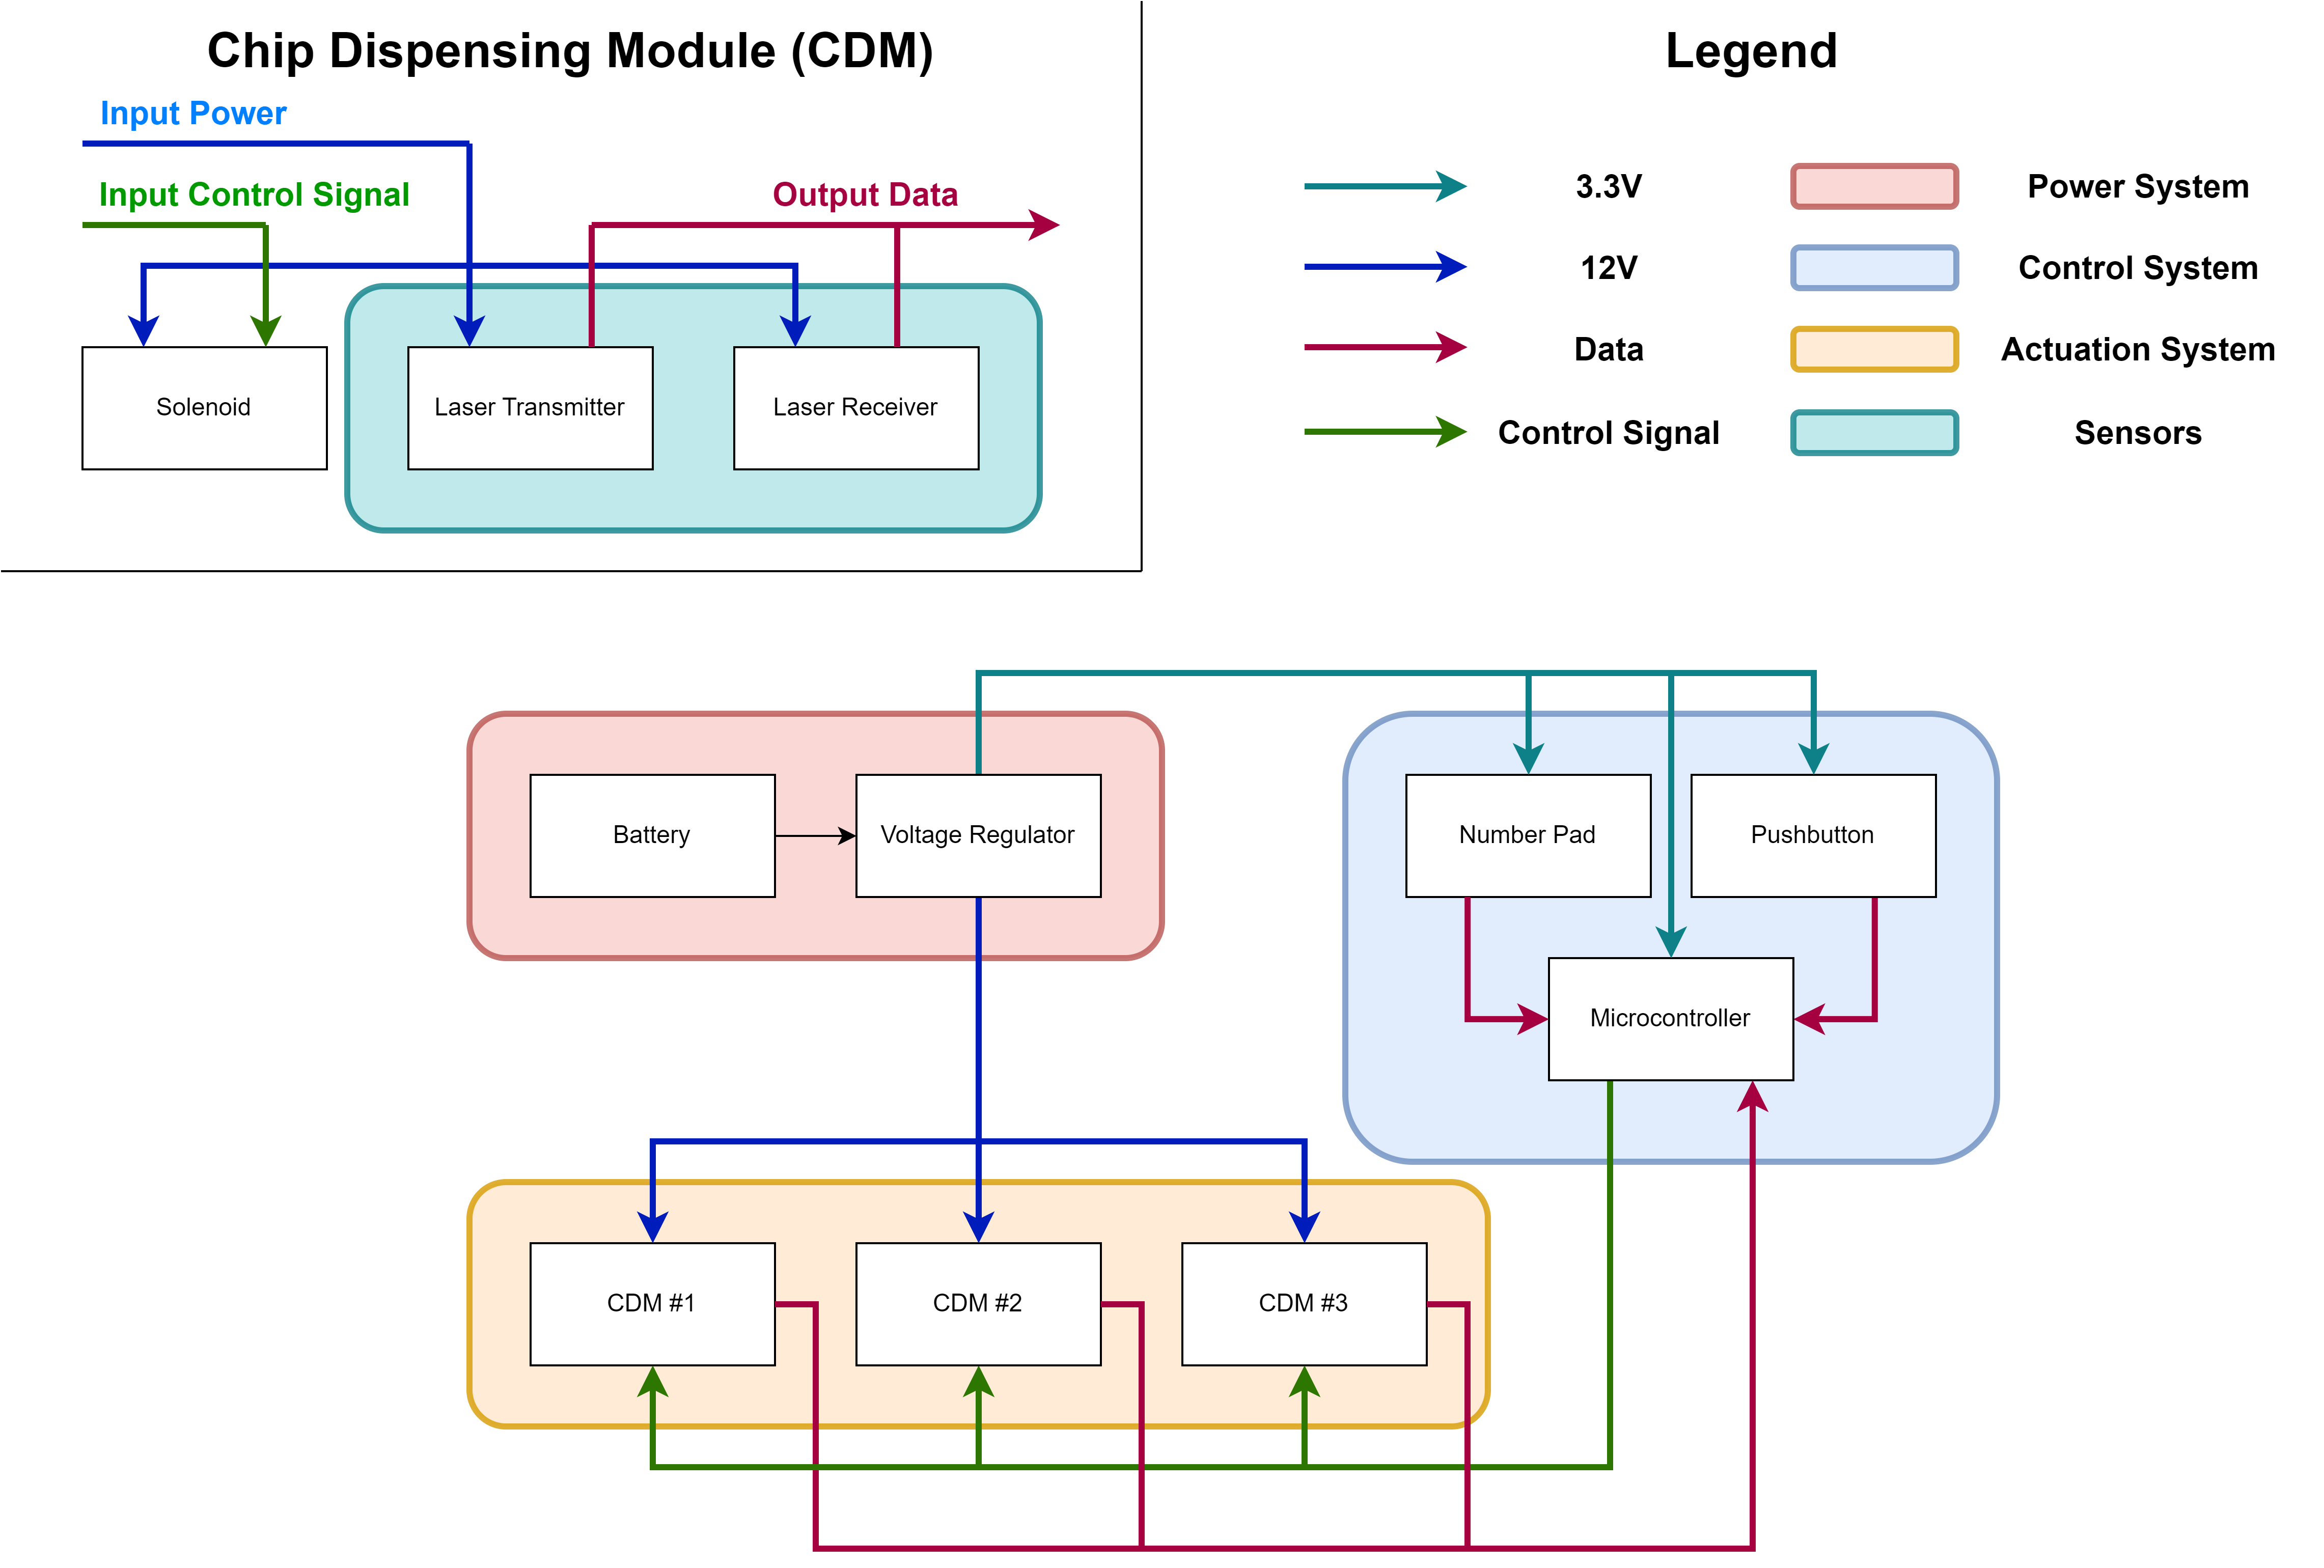 Chip Dispensing Module (CDM)
Input Power
Input Control Signal
Output Data
Solenoid
Laser Transmitter
Laser Receiver
Legend
3.3V
Power System
12V
Control System
Data
Actuation System
Control Signal
Sensors
Battery
Voltage Regulator
Number Pad
Pushbutton
Microcontroller
CDM #1
CDM #2
CDM #3